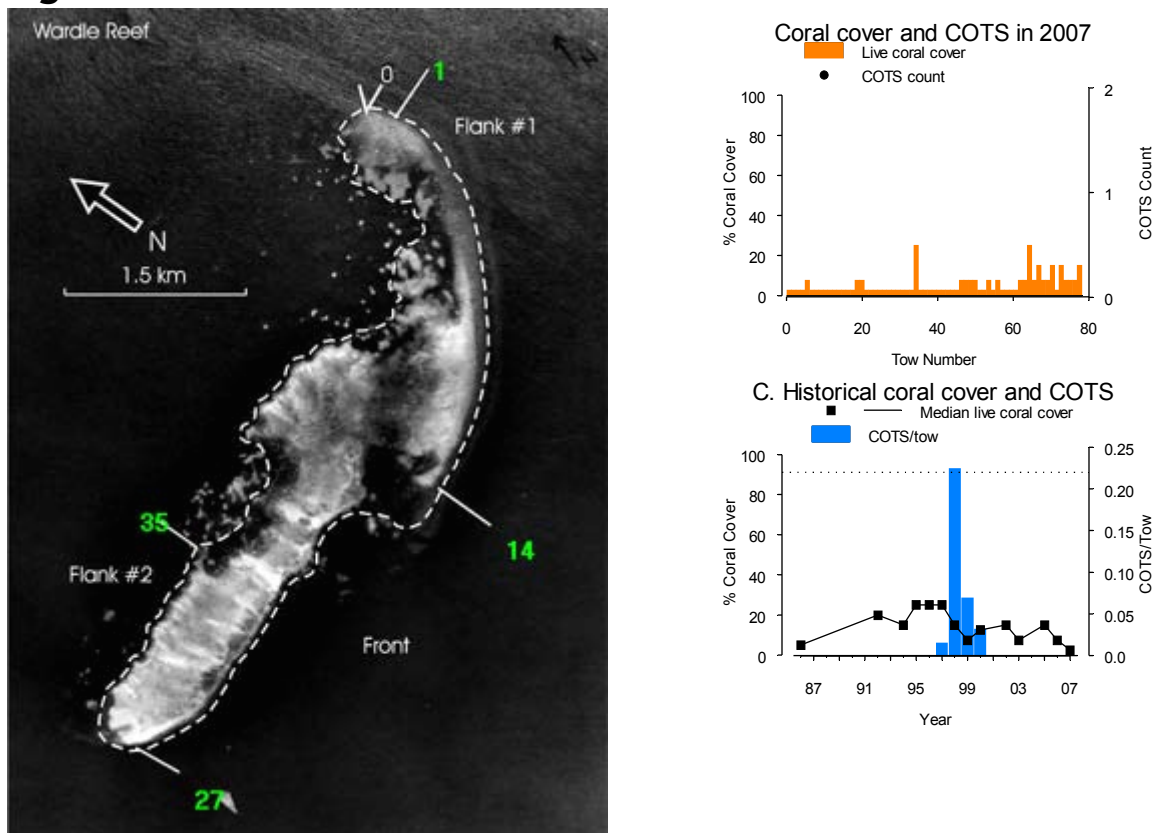 Wardle Reef
0
1
Flank #1
N
1.5 km
35
14
Flank #2
Front
27
Coral cover and COTS in 2007
Live coral cover
COTS count
100
80
60
40
20
0
% Coral Cover
2
1
0
COTS Count
0 20 40 60 80
Tow Number
C. Historical coral cover and COTS
Median live coral cover
COTS/tow
100
80
60
40
20
0
% Coral Cover
0.25
0.20
0.15
0.10
0.05
0.0
COTS/Tow
87 91 95 99 03 07
Year